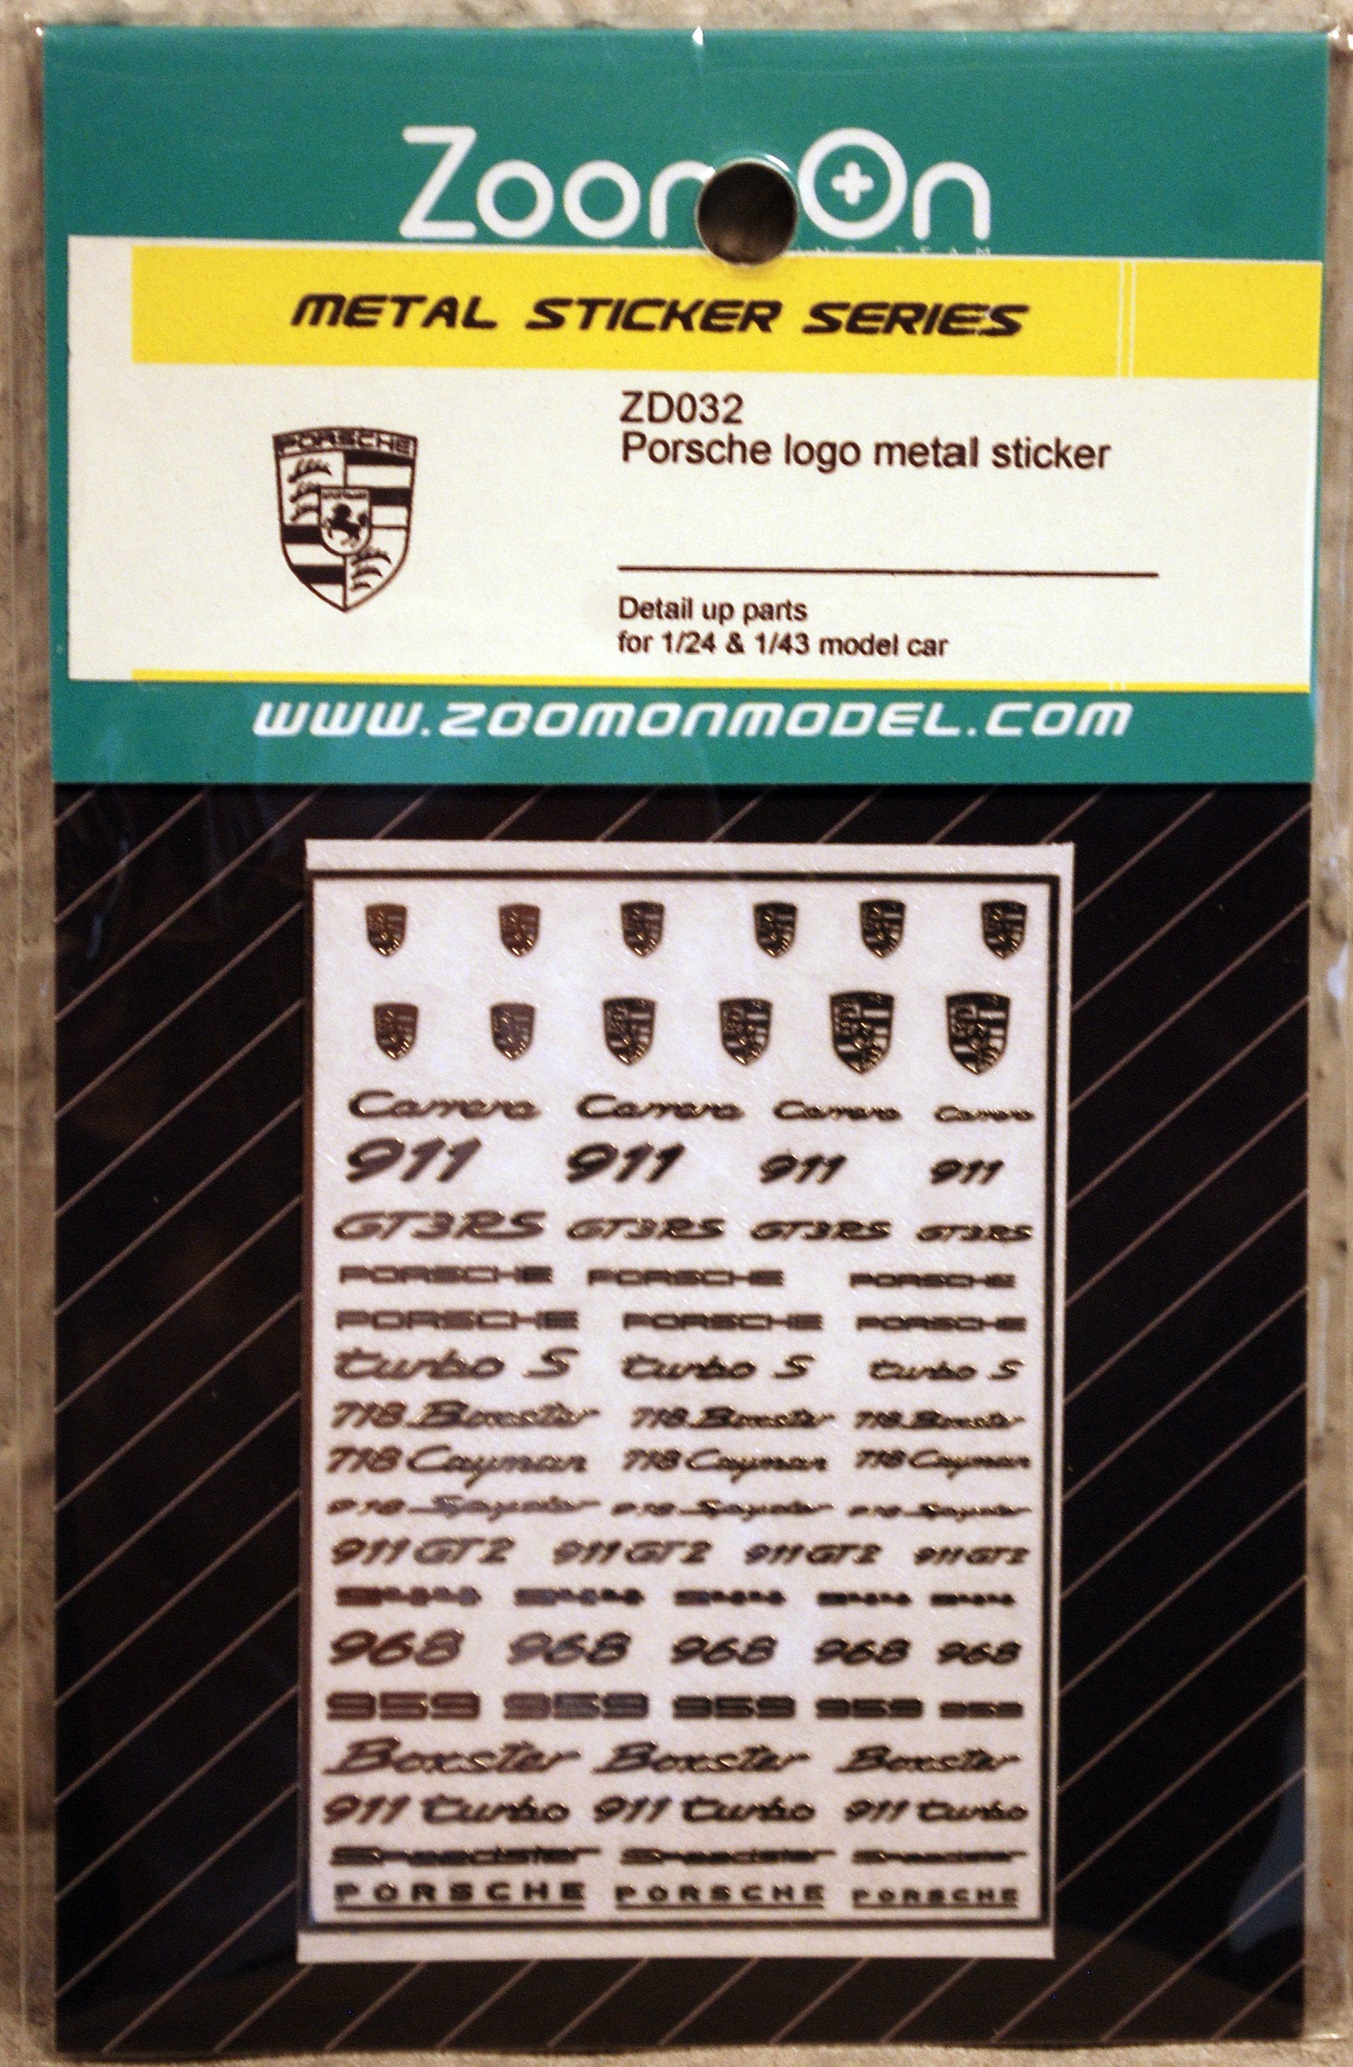 METAL STICKER SERIES
PORSCHE
ZD032
Porsche logo metal sticker
Detail up parts
for 1/24 & 1/43 model car
www.zoomonmodel.com
Carrera Carrera Carrera Carrera
911 911 911 911
GT3RS GT3RS GT3RS GT3RS
PORSCHE PORSCHE PORSCHE
PORSCHE PORSCHE PORSCHE
turbo S turbo S turbo S
718 Boxster 718 Boxster 718 Boxster
718 Cayman 718 Cayman 718 Cayman
Spyder Spyder Spyder
911 GT2 911 GT2 911 GT2 911 GT2
968 968 968 968 968
959 959 959 959 959
Boxster Boxster Boxster
911 turbo 911 turbo 911 turbo
Speedster Speedster Speedster
PORSCHE PORSCHE PORSCHE